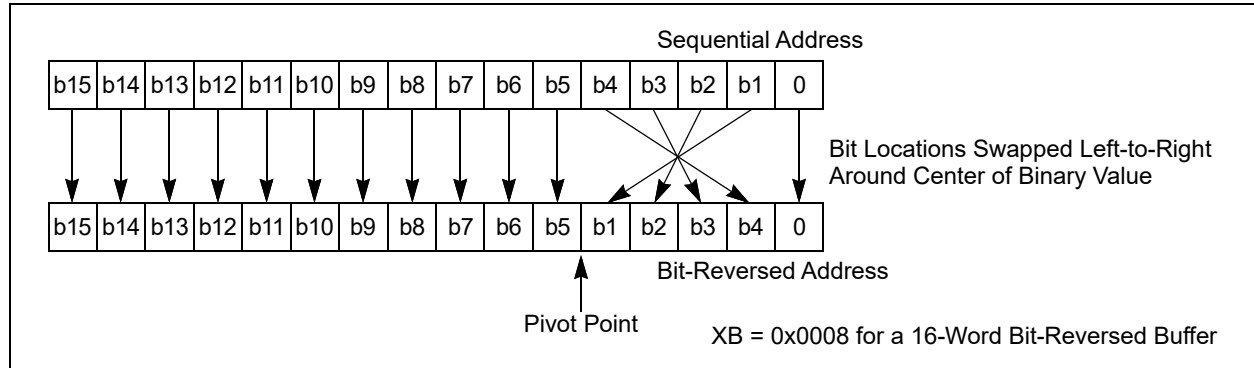 Sequential Address
b15 b14 b13 b12 b11 b10 b9 b8 b7 b6 b5 b4 b3 b2 b1 0
Bit Locations Swapped Left-to-Right
Around Center of Binary Value
b15 b14 b13 b12 b11 b10 b9 b8 b7 b6 b5 b1 b2 b3 b4 0
Bit-Reversed Address
Pivot Point
XB = 0x0008 for a 16-Word Bit-Reversed Buffer